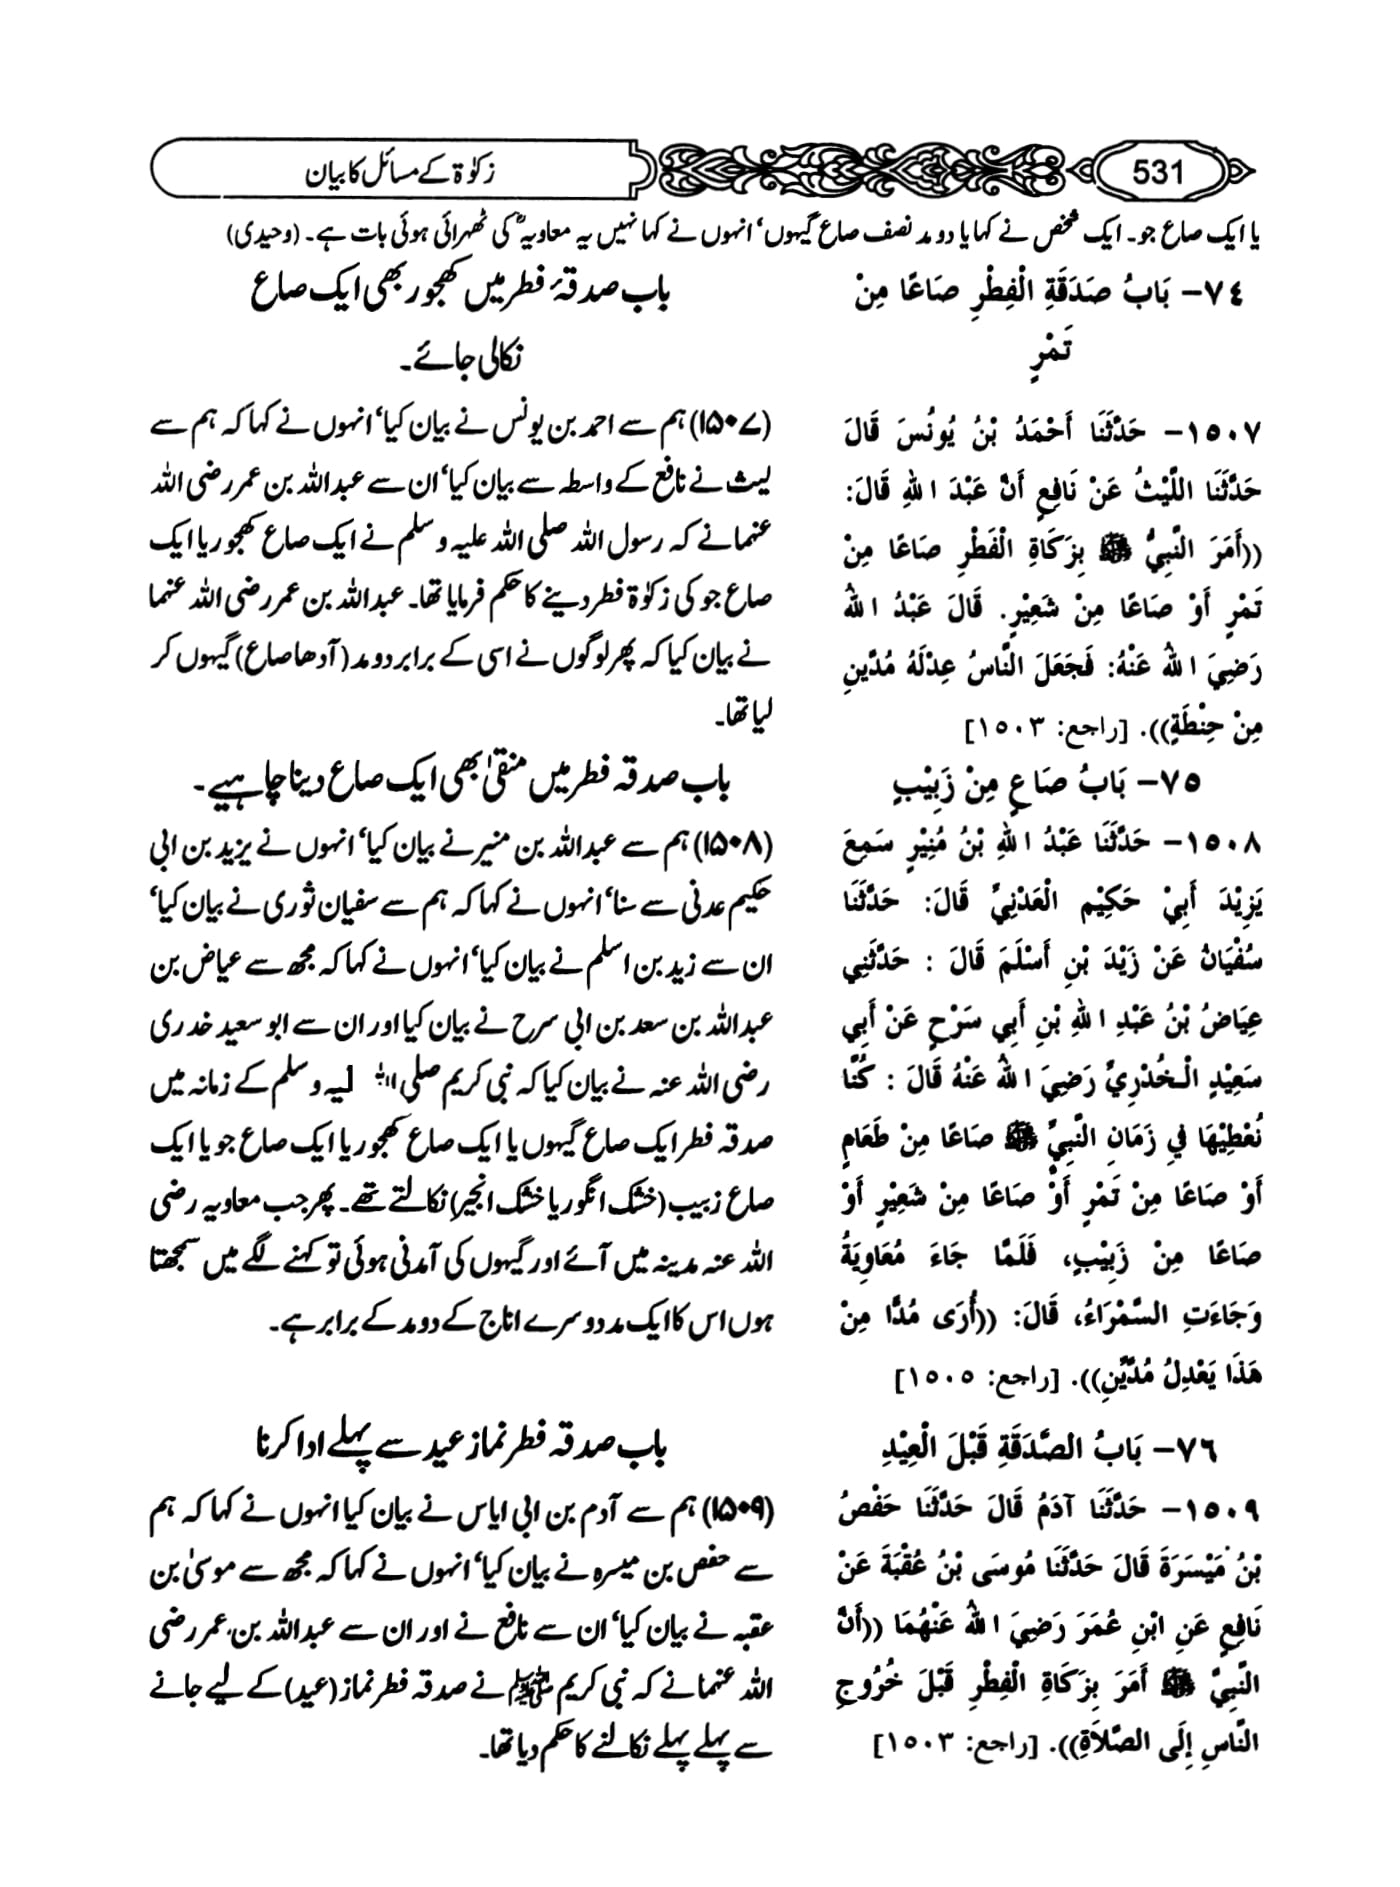 531
زکوٰۃ کے مسائل کا بیان
یا ایک صاع جو۔ ایک شخص نے کہا یا دو مد نصف صاع گیہوں‘ انہوں نے کہا نہیں یہ معاویہؓ کی ٹھہرائی ہوئی بات ہے۔ (وحیدی)
٧٤- بَابُ صَدَقَةِ الْفِطْرِ صَاعًا مِنْ
تَمْرٍ
١٥٠٧- حَدَّثَنَا أَحْمَدُ بْنُ يُونُسَ قَالَ
حَدَّثَنَا اللَّيْثُ عَنْ نَافِعٍ أَنَّ عَبْدَ اللهِ قَالَ:
((أَمَرَ النَّبِيُّ ﷺ بِزَكَاةِ الْفَطْرِ صَاعًا مِنْ
تَمْرٍ أَوْ صَاعًا مِنْ شَعِيْرٍ. قَالَ عَبْدُ اللهُ
رَضِيَ اللهُ عَنْهُ: فَجَعَلَ النَّاسُ عِدْلَهُ مُدَّينِ
مِنْ حِنْطَةٍ)). [راجع: ١٥٠٣]
٧٥- بَابُ صَاعٍ مِنْ زَبِيْبٍ
١٥٠٨- حَدَّثَنَا عَبْدُ اللهِ بْنُ مُنِيْرٍ سَمِعَ
يَزِيْدَ أَبِيْ حَكِيْمِ الْعَدْنِيَّ قَالَ: حَدَّثَنَا
سُفْيَانُ عَنْ زَيْدَ بْنِ أَسْلَمَ قَالَ : حَدَّثَنِي
عِيَاضُ بْنُ عَبْدِ اللهِ بْنِ أَبِي سَرْحٍ عَنْ أَبِي
سَعِيْدٍ الْخُدْرِيِّ رَضِيَ اللهُ عَنْهُ قَالَ : كُنَّا
نُعْطِيْهَا فِي زَمَانِ النَّبِيِّ ﷺ صَاعًا مِنْ طَعَامٍ
أَوْ صَاعًا مِنْ تَمْرٍ أَوْ صَاعًا مِنْ شَعِيْرٍ أَوْ
صَاعًا مِنْ زَبِيْبٍ، فَلَمَّا جَاءَ مُعَاوِيَةُ
وَجَاءَتِ السَّمْرَاءُ، قَالَ: ((أُرَى مُدًّا مِنْ
هَذَا يَعْدِلُ مُدَّيْنِ)). [راجع: ١٥٠٥]
٧٦- بَابُ الصَّدَقَةِ قَبْلَ الْعِيْدِ
١٥٠٩- حَدَّثَنَا آدَمُ قَالَ حَدَّثَنَا حَفْصُ
بْنُ مَيْسَرَةَ قَالَ حَدَّثَنَا مُوسَى بْنُ عُقْبَةَ عَنْ
نَافِعٍ عَنِ ابْنِ عُمَرَ رَضِيَ اللهُ عَنْهُمَا ((أَنَّ
النَّبِيَّ ﷺ أَمَرَ بِزَكَاةِ الْفِطْرِ قَبْلَ خُرُوجِ
النَّاسِ إِلَى الصَّلَاةِ)). [راجع: ١٥٠٣]
باب صدقۂ فطر میں کھجور بھی ایک صاع
نکالی جائے۔
(۱۵۰۷) ہم سے احمد بن یونس نے بیان کیا‘ انہوں نے کہا کہ ہم سے
لیث نے نافع کے واسطہ سے بیان کیا‘ ان سے عبداللہ بن عمر رضی اللہ
عنما نے کہ رسول اللہ صلی اللہ علیہ وسلم نے ایک صاع کھجور یا ایک
صاع جو کی زکوٰۃ فطر دینے کا حکم فرمایا تھا۔ عبداللہ بن عمر رضی اللہ عنما
نے بیان کیا کہ پھر لوگوں نے اسی کے برابر دو مد (آدھا صاع) گیہوں کر
لیا تھا۔
باب صدقہ فطر میں منقیٰ بھی ایک صاع دینا چاہیے۔
(۱۵۰۸) ہم سے عبداللہ بن منیر نے بیان کیا‘ انہوں نے یزید بن ابی
حکیم عدنی سے سنا‘ انہوں نے کہا کہ ہم سے سفیان ثوری نے بیان کیا‘
ان سے زید بن اسلم نے بیان کیا‘ انہوں نے کہا کہ مجھ سے عیاض بن
عبداللہ بن سعد بن ابی سرح نے بیان کیا اور ان سے ابو سعید خدری
رضی اللہ عنہ نے بیان کیا کہ نبی کریم صلی اللہ لیہ وسلم کے زمانہ میں
صدقہ فطر ایک صاع گیہوں یا ایک صاع کھجور یا ایک صاع جو یا ایک
صاع زبیب (خشک انگور یا خشک انجیر) نکالتے تھے۔ پھر جب معاویہ رضی
اللہ عنہ مدینہ میں آئے اور گیہوں کی آمدنی ہوئی تو کہنے لگے میں سمجھتا
ہوں اس کا ایک مد دوسرے اناج کے دو مد کے برابر ہے۔
باب صدقہ فطر نماز عید سے پہلے ادا کرنا
(۱۵۰۹) ہم سے آدم بن ابی ایاس نے بیان کیا انہوں نے کہا کہ ہم
سے حفص بن میسرہ نے بیان کیا‘ انہوں نے کہا کہ مجھ سے موسیٰ بن
عقبہ نے بیان کیا‘ ان سے نافع نے اور ان سے عبداللہ بن عمر رضی
اللہ عنما نے کہ نبی کریم ﷺ نے صدقہ فطر نماز (عید) کے لیے جانے
سے پہلے پہلے نکالنے کا حکم دیا تھا۔